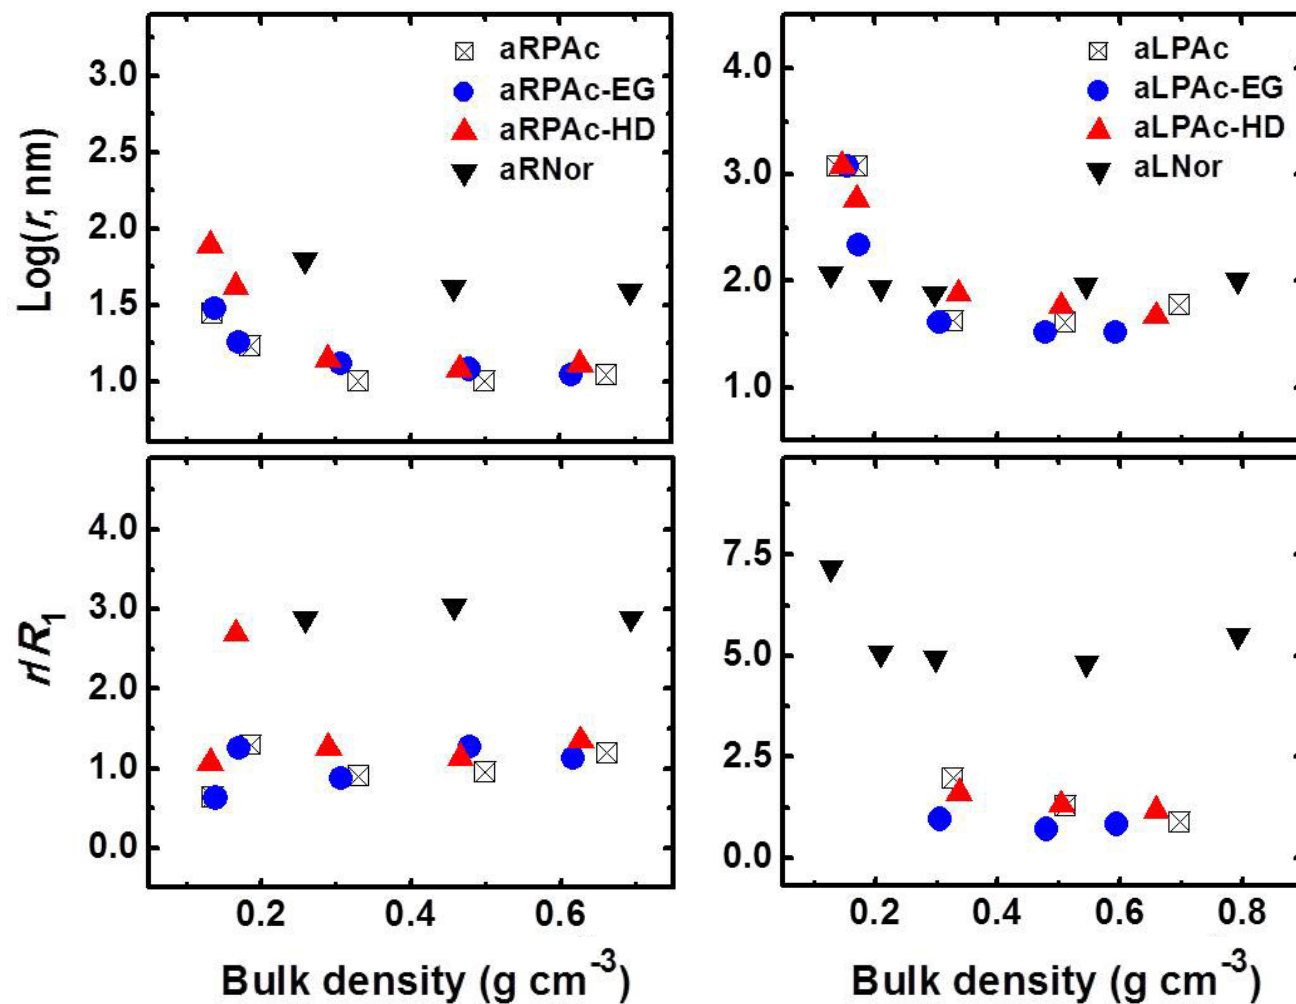 Log(r, nm)
3.0
2.5
2.0
1.5
1.0
aRPAc
aRPAc-EG
aRPAc-HD
aRNor
4.0
3.0
2.0
1.0
aLPAc
aLPAc-EG
aLPAc-HD
aLNor
r/R1
4.0
3.0
2.0
1.0
0.0
0.2 0.4 0.6
Bulk density (g cm-3)
7.5
5.0
2.5
0.0
0.2 0.4 0.6 0.8
Bulk density (g cm-3)